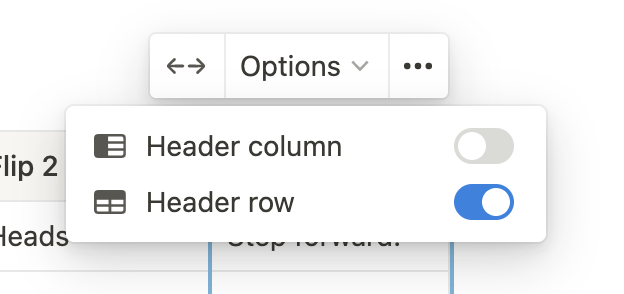 Options
Header column
Flip 2
Header row
Heads
Step forward.